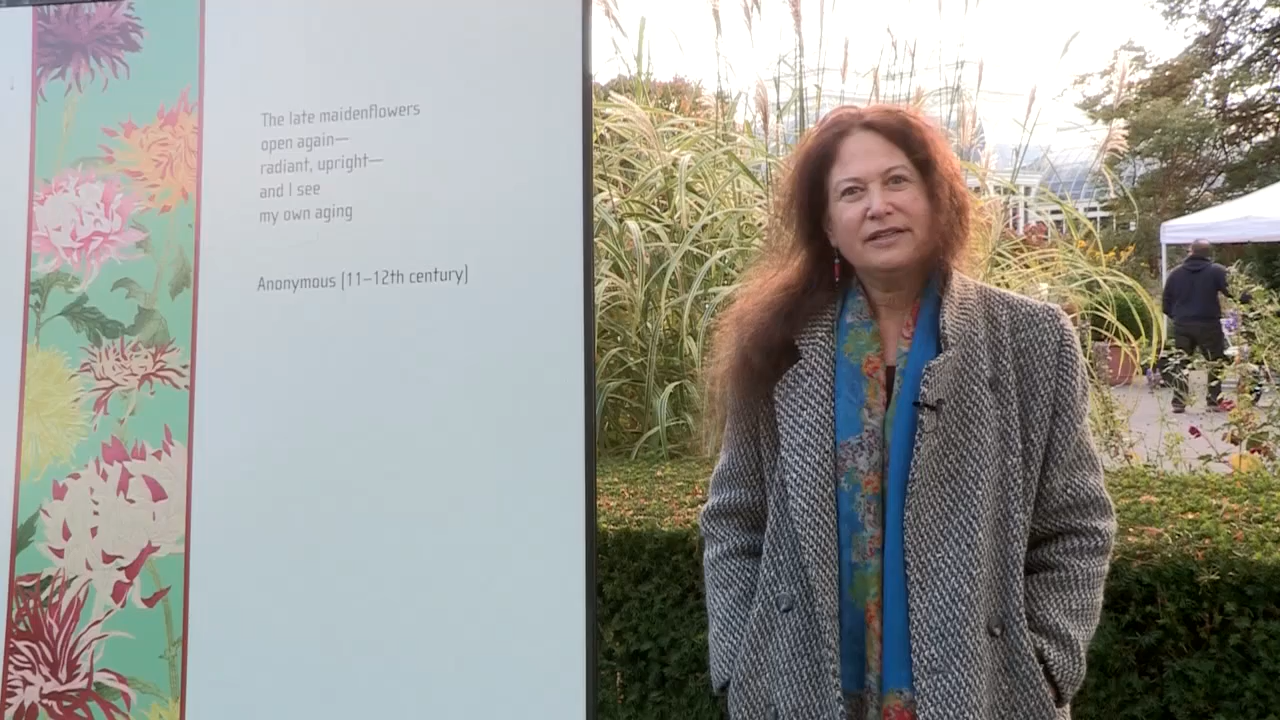 The late maidenflowers
open again—
radiant, upright—
and I see
my own aging
Anonymous (11–12th century)